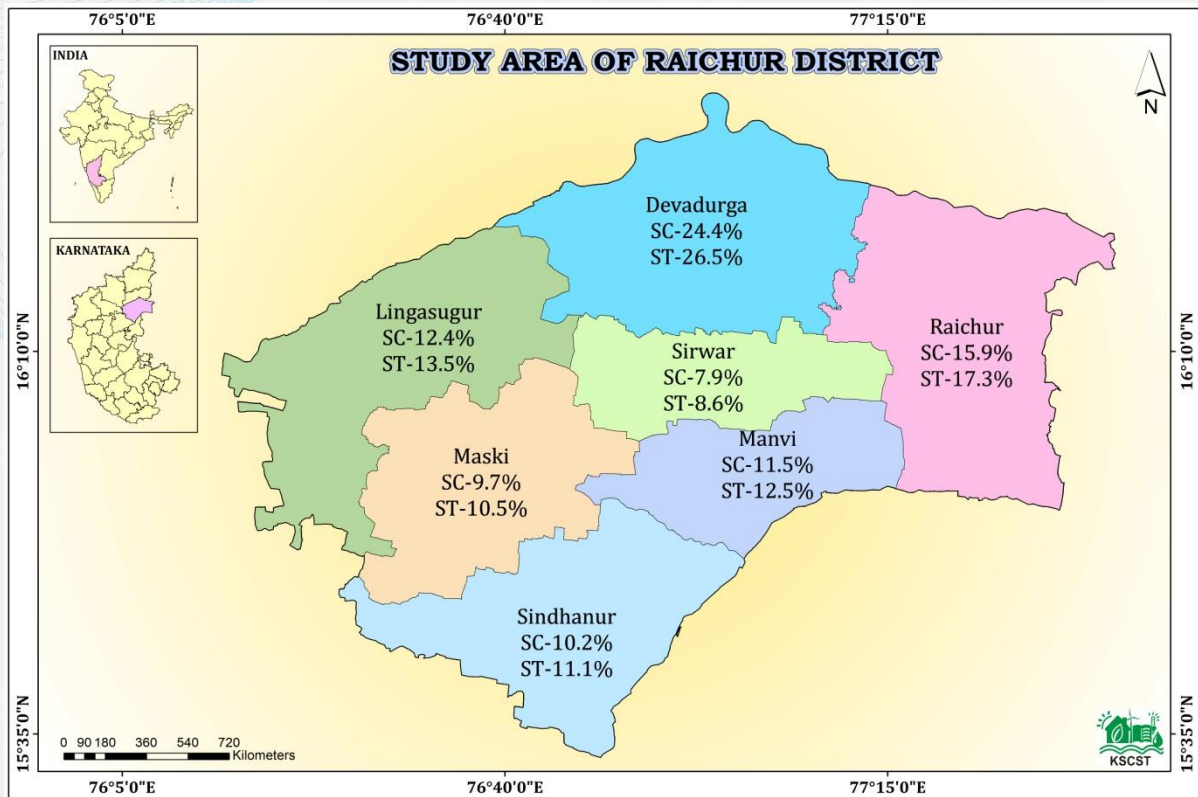 76°5'0"E 76°40'0"E 77°15'0"E
STUDY AREA OF RAICHUR DISTRICT
INDIA
N
KARNATAKA
Devadurga
SC-24.4%
ST-26.5%
Lingasugur
SC-12.4%
ST-13.5%
Raichur
SC-15.9%
ST-17.3%
Sirwar
SC-7.9%
ST-8.6%
16°10'0"N 16°10'0"N
Manvi
SC-11.5%
ST-12.5%
Maski
SC-9.7%
ST-10.5%
Sindhanur
SC-10.2%
ST-11.1%
15°35'0"N 15°35'0"N
0 90 180 360 540 720
Kilometers
KSCST
76°5'0"E 76°40'0"E 77°15'0"E